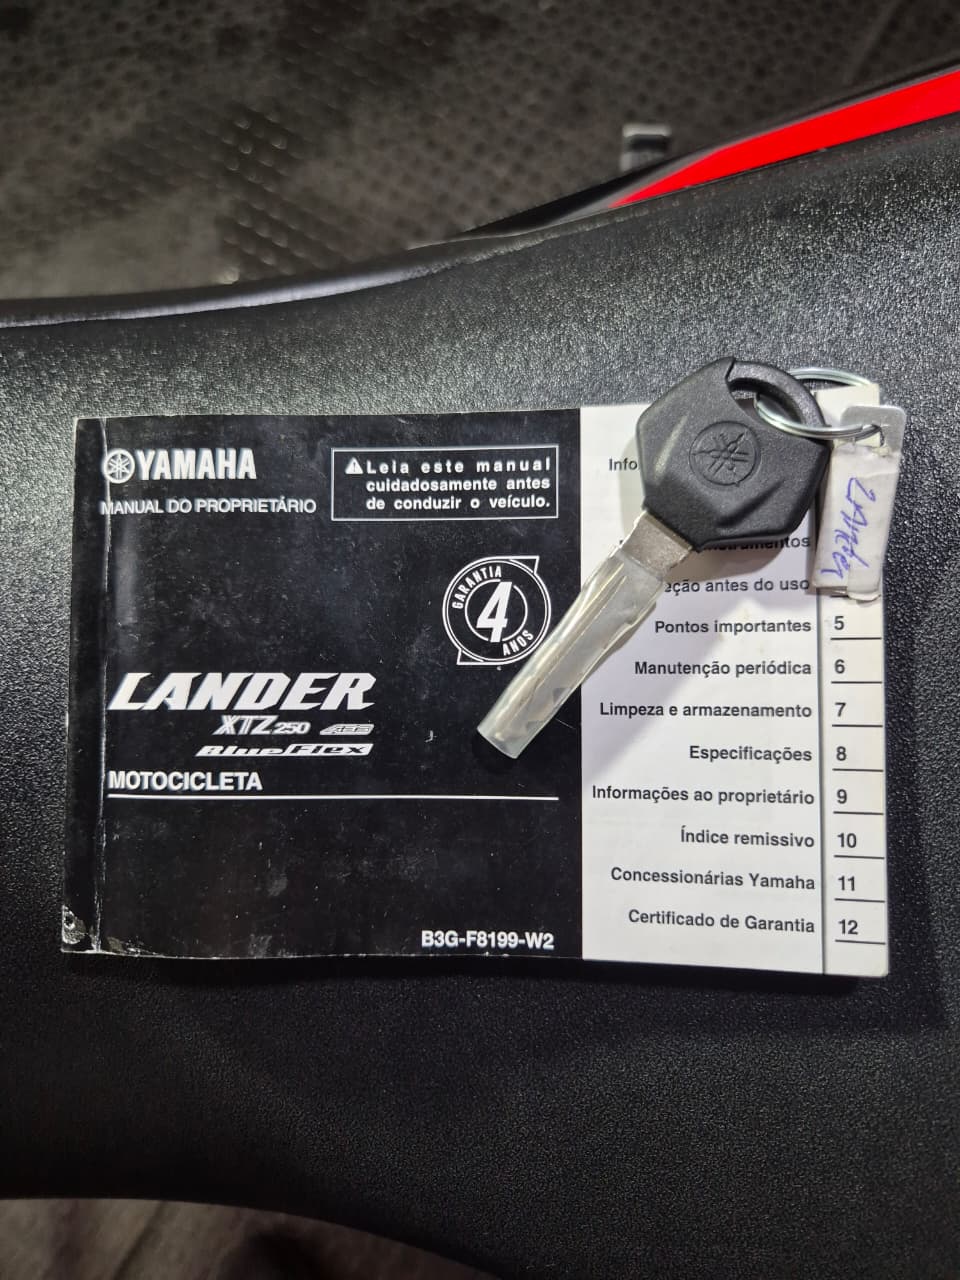 YAMAHA
MANUAL DO PROPRIETÁRIO
Leia este manual
cuidadosamente antes
de conduzir o veículo.
GARANTIA
4
ANOS
LANDER
XTZ250 ABS
BlueFlex
MOTOCICLETA
B3G-F8199-W2
Info
eção antes do uso
Pontos importantes 5
Manutenção periódica 6
Limpeza e armazenamento 7
Especificações 8
Informações ao proprietário 9
Índice remissivo 10
Concessionárias Yamaha 11
Certificado de Garantia 12
LANDER